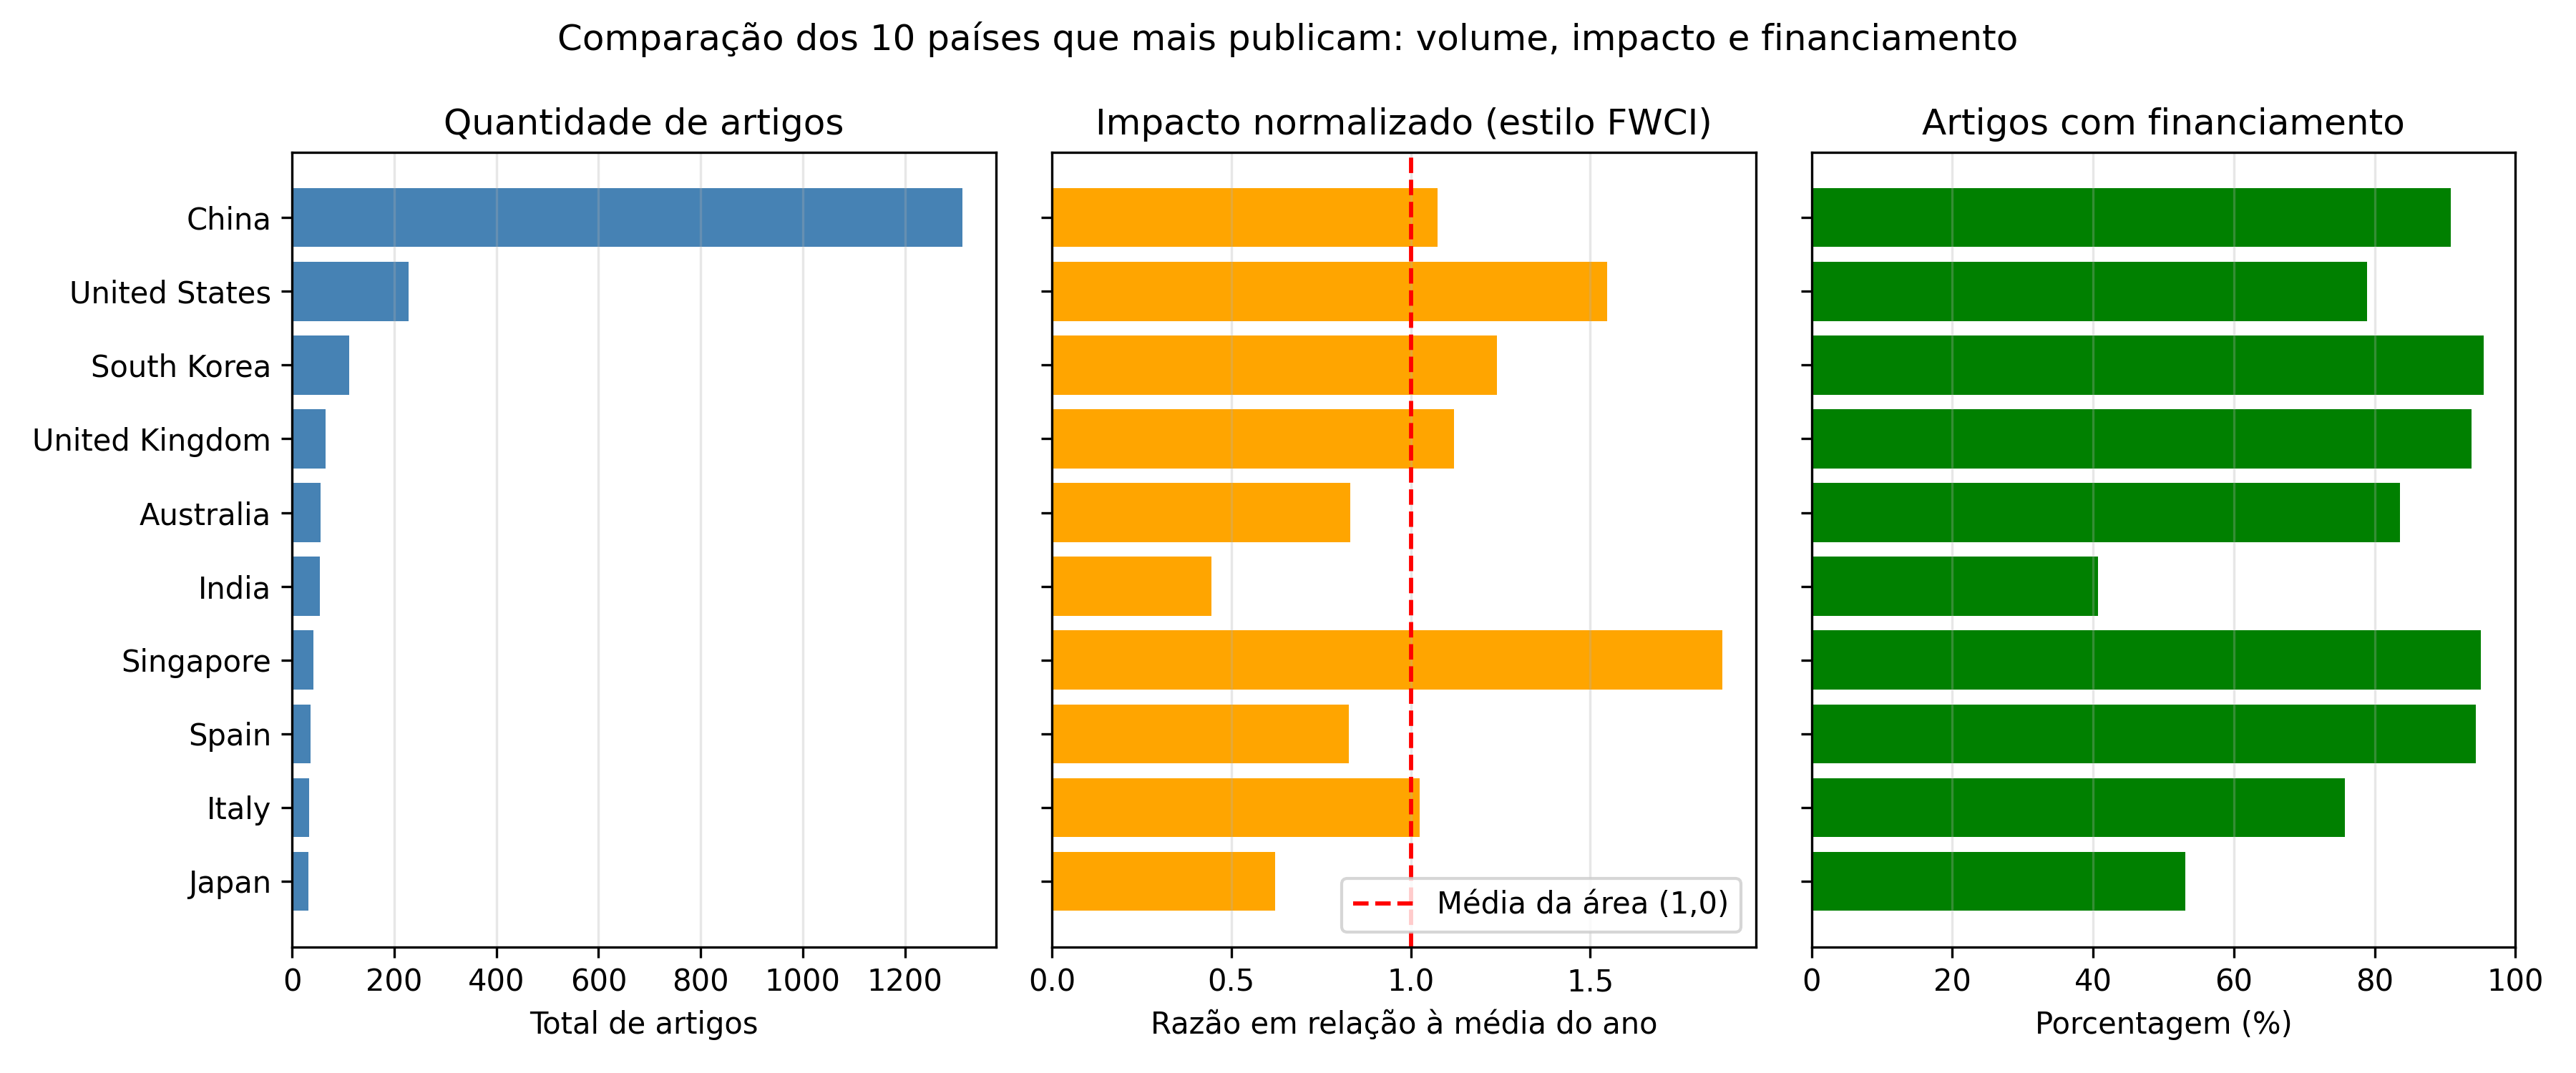 Comparação dos 10 países que mais publicam: volume, impacto e financiamento
Quantidade de artigos
China
United States
South Korea
United Kingdom
Australia
India
Singapore
Spain
Italy
Japan
0 200 400 600 800 1000 1200
Total de artigos
Impacto normalizado (estilo FWCI)
Média da área (1,0)
0.0 0.5 1.0 1.5
Razão em relação à média do ano
Artigos com financiamento
0 20 40 60 80 100
Porcentagem (%)